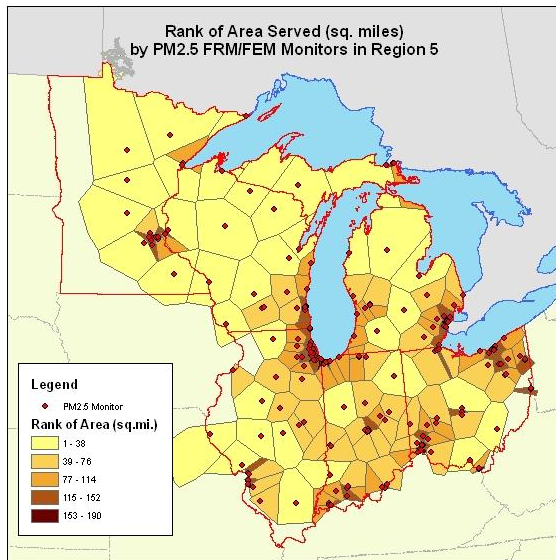 Rank of Area Served (sq. miles)
by PM2.5 FRM/FEM Monitors in Region 5
Legend
PM2.5 Monitor
Rank of Area (sq.mi.)
1 - 38
39 - 76
77 - 114
115 - 152
153 - 190